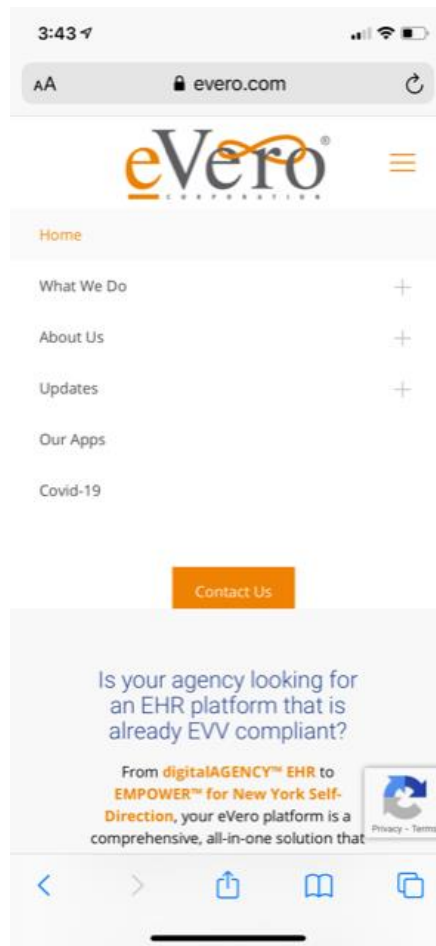 3:43
AA evero.com
eVero®
CORPORATION
Home
What We Do
About Us
Updates
Our Apps
Covid-19
Contact Us
Is your agency looking for
an EHR platform that is
already EVV compliant?
From digitalAGENCY™ EHR to
EMPOWER™ for New York Self-
Direction, your eVero platform is a
comprehensive, all-in-one solution that
Privacy - Terms